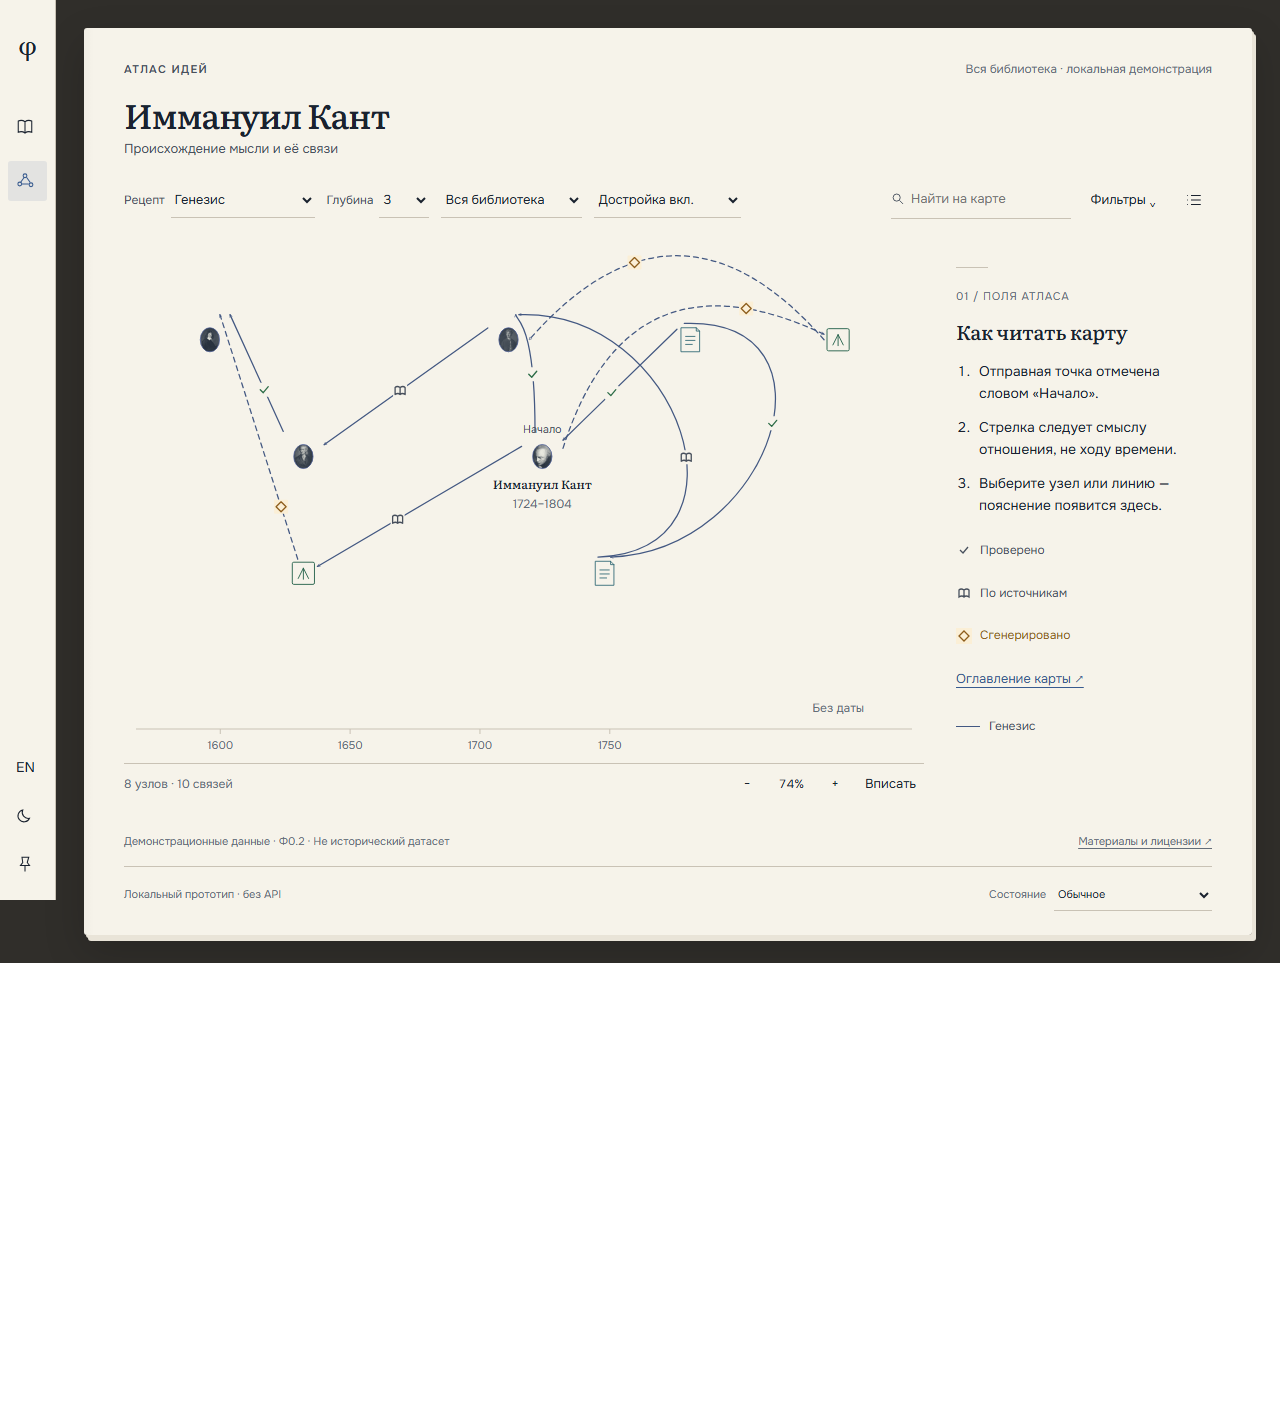 φ
АТЛАС ИДЕЙ
Вся библиотека · локальная демонстрация
Иммануил Кант
Происхождение мысли и её связи
Рецепт Генезис Глубина 3 Вся библиотека Достройка вкл. Найти на карте Фильтры
01 / ПОЛЯ АТЛАСА
Как читать карту
1. Отправная точка отмечена
словом «Начало».
2. Стрелка следует смыслу
отношения, не ходу времени.
3. Выберите узел или линию —
пояснение появится здесь.
Проверено
По источникам
Сгенерировано
Оглавление карты ↗
Генезис
Начало
Иммануил Кант
1724–1804
Без даты
1600 1650 1700 1750
8 узлов · 10 связей
− 74% + Вписать
EN
Демонстрационные данные · Ф0.2 · Не исторический датасет
Материалы и лицензии ↗
Локальный прототип · без API
Состояние Обычное